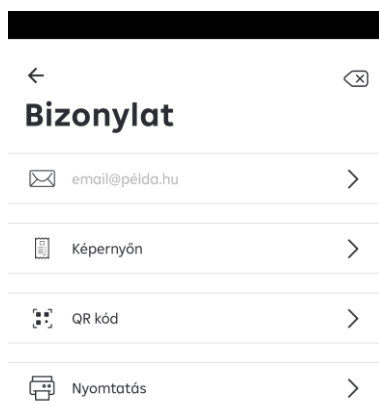 Bizonylat
email@példa.hu
Képernyőn
QR kód
Nyomtatás